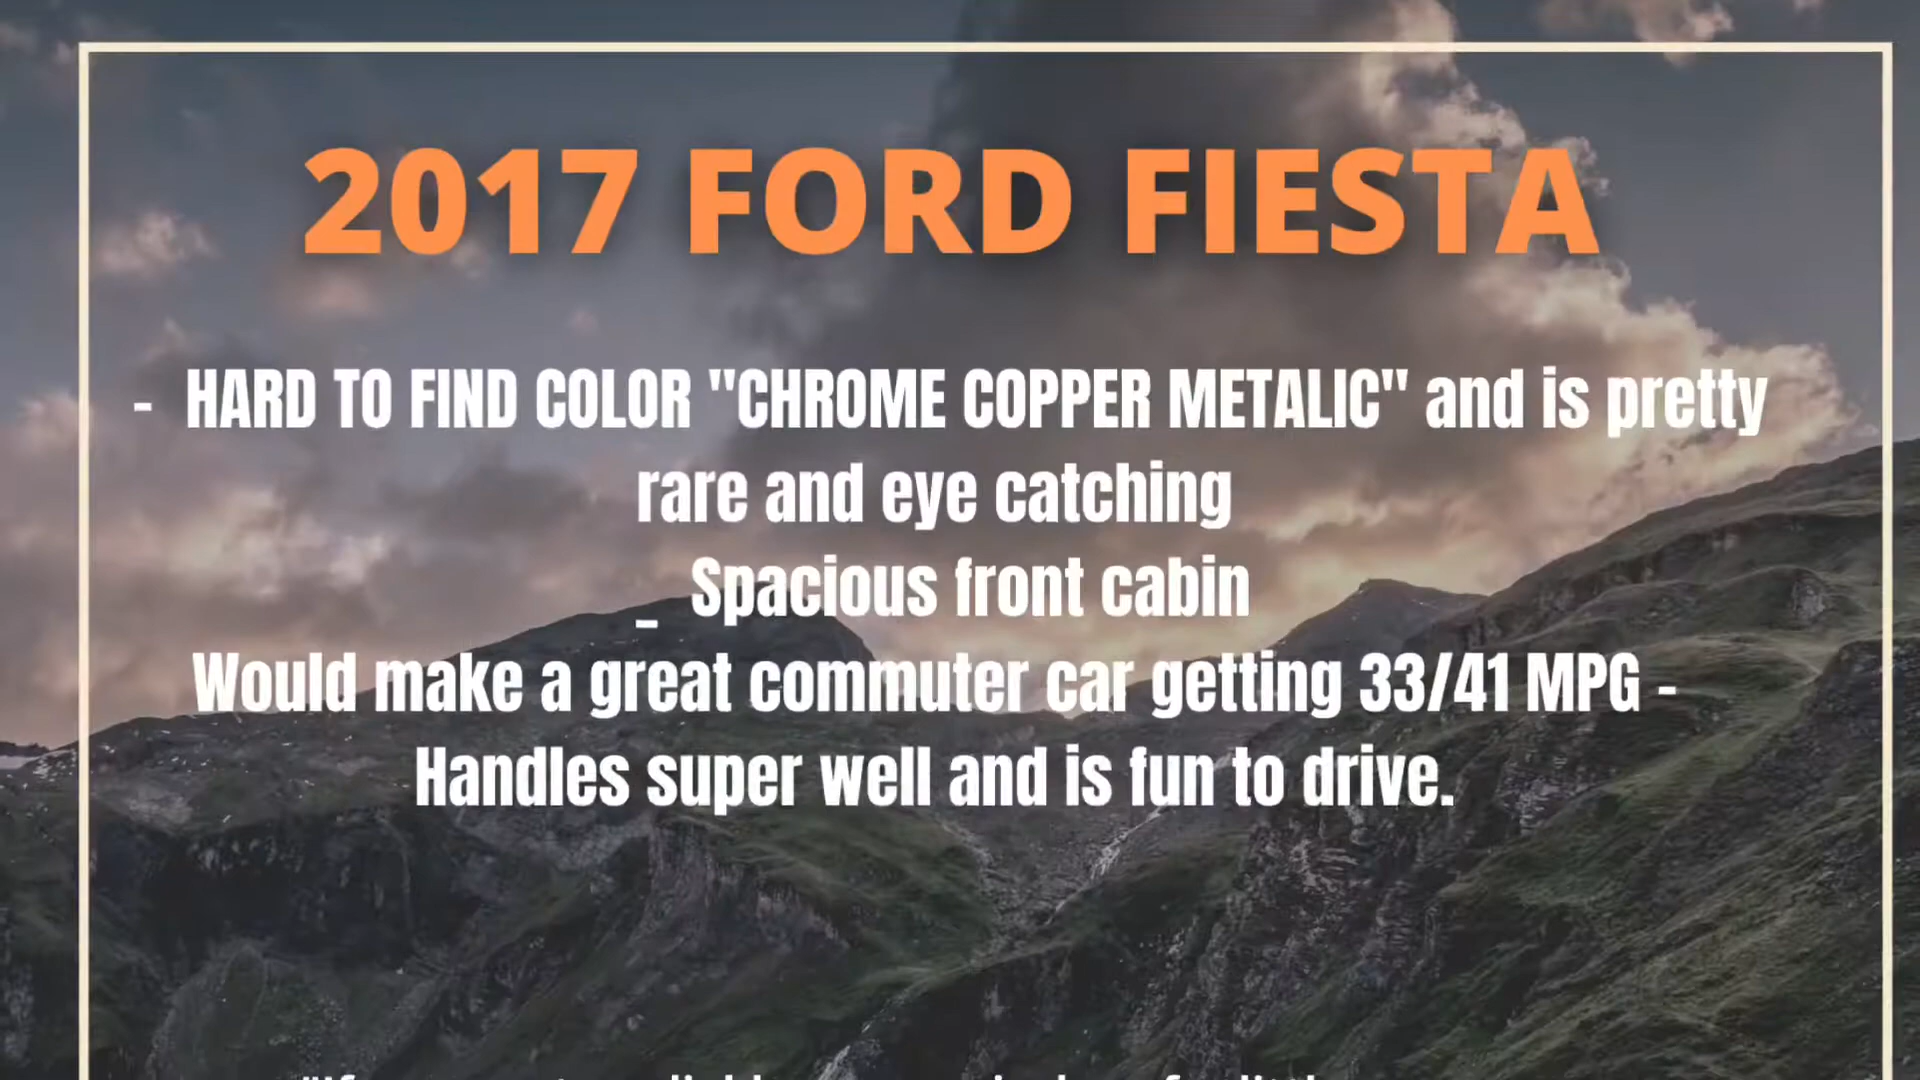 2017 FORD FIESTA
- HARD TO FIND COLOR "CHROME COPPER METALIC" and is pretty
rare and eye catching
- Spacious front cabin
Would make a great commuter car getting 33/41 MPG -
Handles super well and is fun to drive.